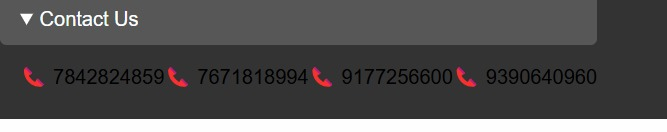 ▼ Contact Us
📞 7842824859 📞 7671818994 📞 9177256600 📞 9390640960